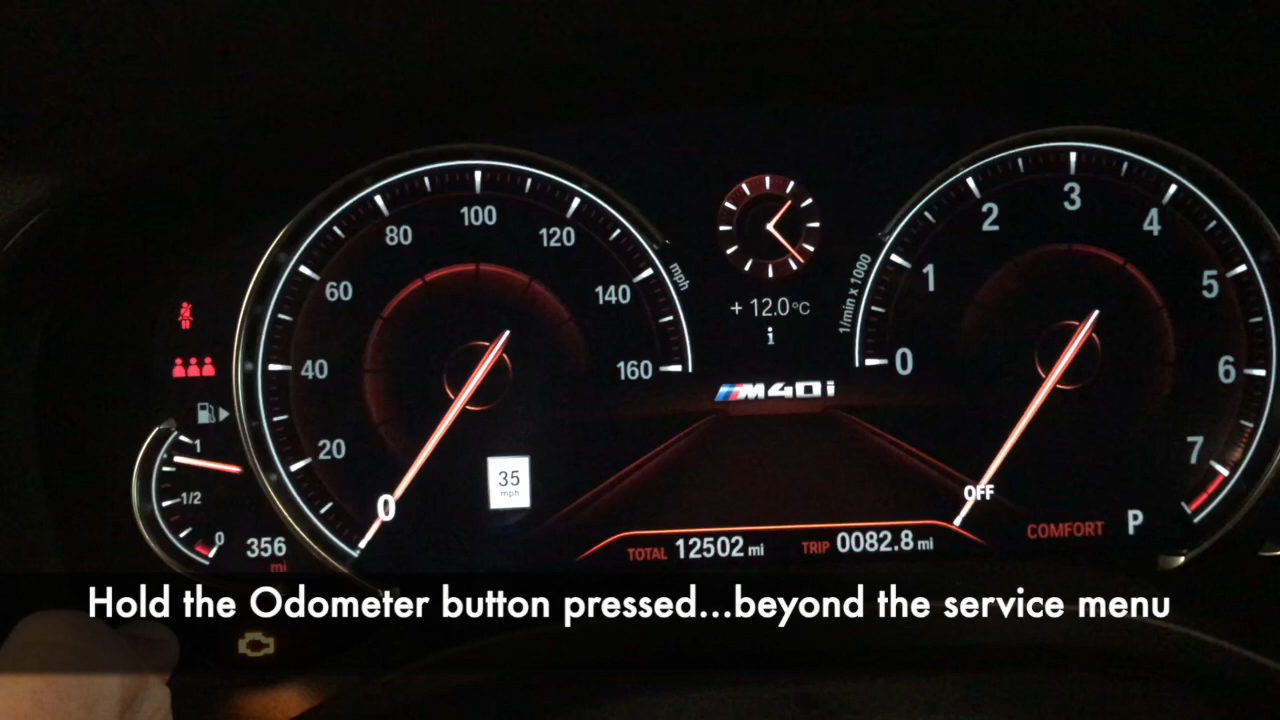 80
100
120
60
140
40
160
20
0
mph
35
mph
1
1/2
0
356
mi
+ 12.0°C
i
M40i
TOTAL 12502 mi TRIP 0082.8 mi
1/min x 1000
0
1
2
3
4
5
6
7
OFF
COMFORT P
Hold the Odometer button pressed...beyond the service menu